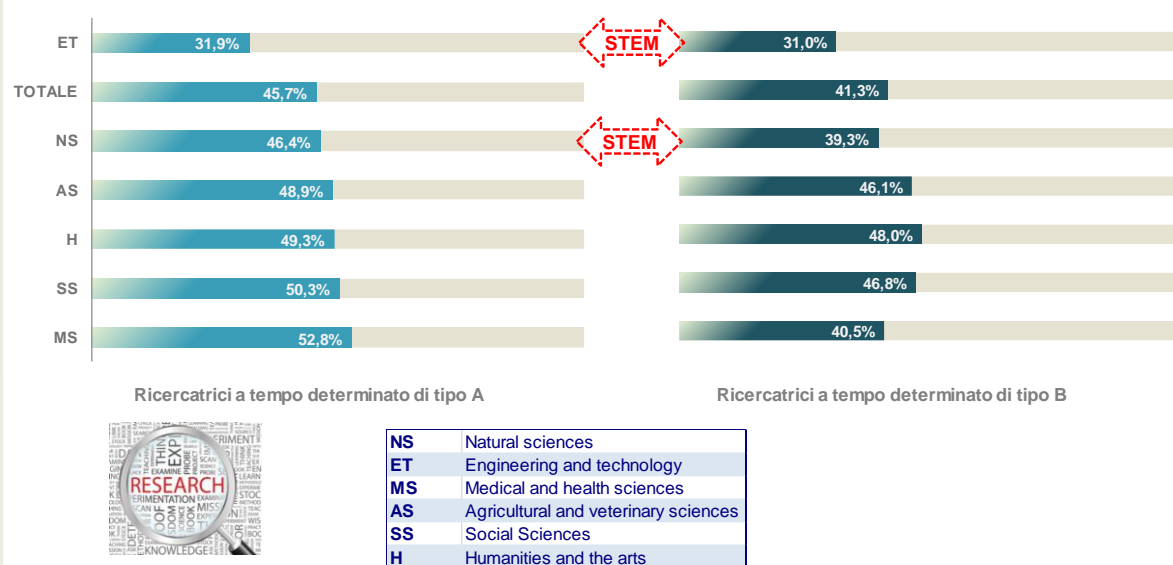 ET 31,9% STEM 31,0%
TOTALE 45,7% 41,3%
NS 46,4% STEM 39,3%
AS 48,9% 46,1%
H 49,3% 48,0%
SS 50,3% 46,8%
MS 52,8% 40,5%
Ricercatrici a tempo determinato di tipo A Ricercatrici a tempo determinato di tipo B
RESEARCH
KNOWLEDGE
NS Natural sciences
ET Engineering and technology
MS Medical and health sciences
AS Agricultural and veterinary sciences
SS Social Sciences
H Humanities and the arts